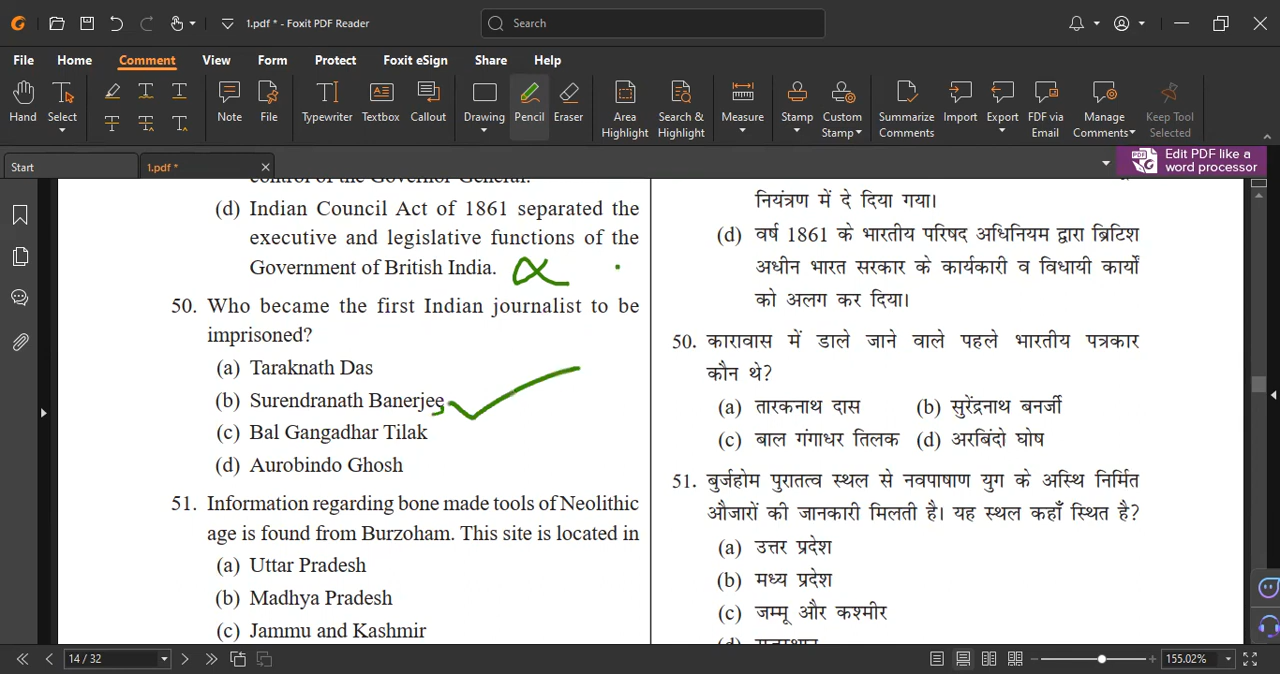 1.pdf * - Foxit PDF Reader
Search
File Home Comment View Form Protect Foxit eSign Share Help
Hand Select Note File Typewriter Textbox Callout Drawing Pencil Eraser Area Highlight Search & Highlight Measure Stamp Custom Stamp Summarize Comments Import Export FDF via Email Manage Comments Keep Tool Selected
Start 1.pdf * Edit PDF like a word processor
control of the Governor General.
(d) Indian Council Act of 1861 separated the
executive and legislative functions of the
Government of British India.
50. Who became the first Indian journalist to be
imprisoned?
(a) Taraknath Das
(b) Surendranath Banerjee
(c) Bal Gangadhar Tilak
(d) Aurobindo Ghosh
51. Information regarding bone made tools of Neolithic
age is found from Burzoham. This site is located in
(a) Uttar Pradesh
(b) Madhya Pradesh
(c) Jammu and Kashmir
नियंत्रण में दे दिया गया।
(d) वर्ष 1861 के भारतीय परिषद अधिनियम द्वारा ब्रिटिश
अधीन भारत सरकार के कार्यकारी व विधायी कार्यों
को अलग कर दिया।
50. कारावास में डाले जाने वाले पहले भारतीय पत्रकार
कौन थे?
(a) तारकनाथ दास (b) सुरेंद्रनाथ बनर्जी
(c) बाल गंगाधर तिलक (d) अरबिंदो घोष
51. बुर्जहोम पुरातत्व स्थल से नवपाषाण युग के अस्थि निर्मित
औजारों की जानकारी मिलती है। यह स्थल कहाँ स्थित है?
(a) उत्तर प्रदेश
(b) मध्य प्रदेश
(c) जम्मू और कश्मीर
(d) राजस्थान
14 / 32 155.02%